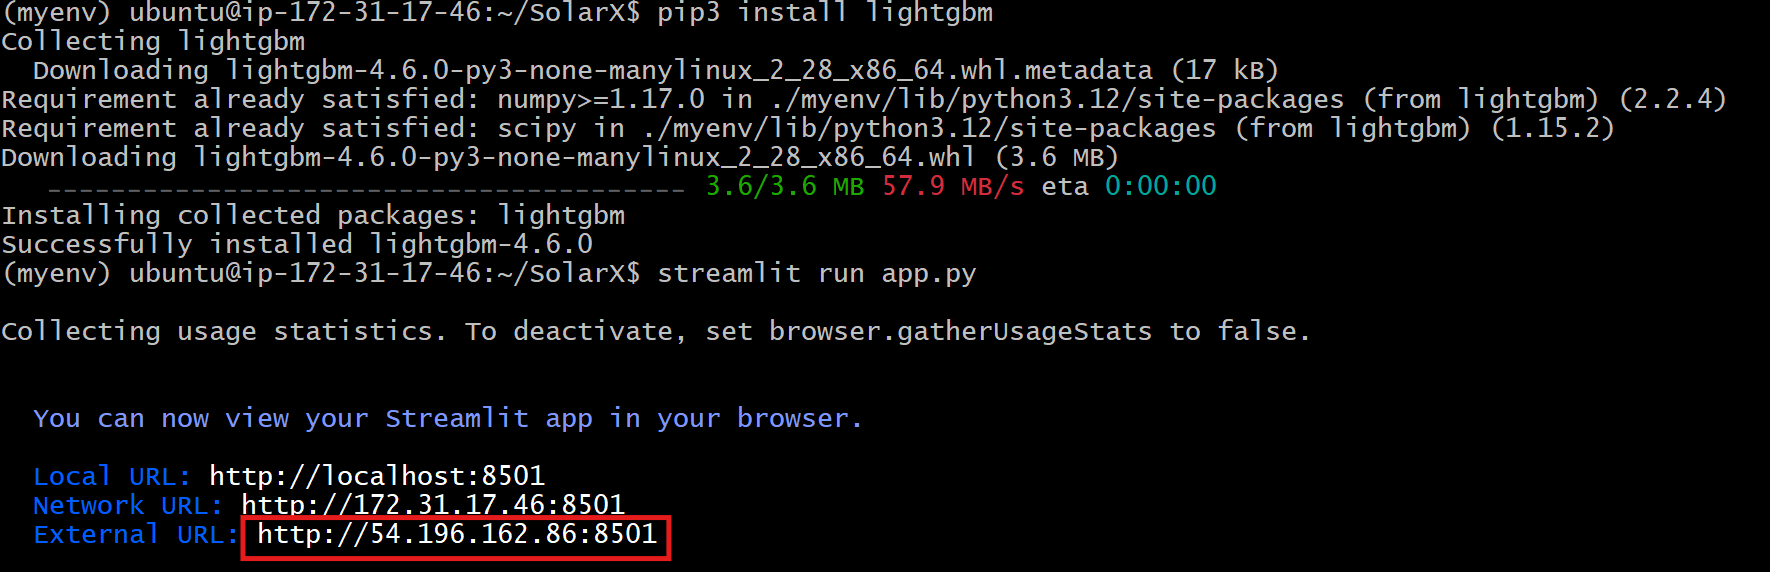 (myenv) ubuntu@ip-172-31-17-46:~/SolarX$ pip3 install lightgbm
Collecting lightgbm
  Downloading lightgbm-4.6.0-py3-none-manylinux_2_28_x86_64.whl.metadata (17 kB)
Requirement already satisfied: numpy>=1.17.0 in ./myenv/lib/python3.12/site-packages (from lightgbm) (2.2.4)
Requirement already satisfied: scipy in ./myenv/lib/python3.12/site-packages (from lightgbm) (1.15.2)
Downloading lightgbm-4.6.0-py3-none-manylinux_2_28_x86_64.whl (3.6 MB)
   ---------------------------------------- 3.6/3.6 MB 57.9 MB/s eta 0:00:00
Installing collected packages: lightgbm
Successfully installed lightgbm-4.6.0
(myenv) ubuntu@ip-172-31-17-46:~/SolarX$ streamlit run app.py
Collecting usage statistics. To deactivate, set browser.gatherUsageStats to false.
  You can now view your Streamlit app in your browser.
  Local URL: http://localhost:8501
  Network URL: http://172.31.17.46:8501
  External URL: http://54.196.162.86:8501